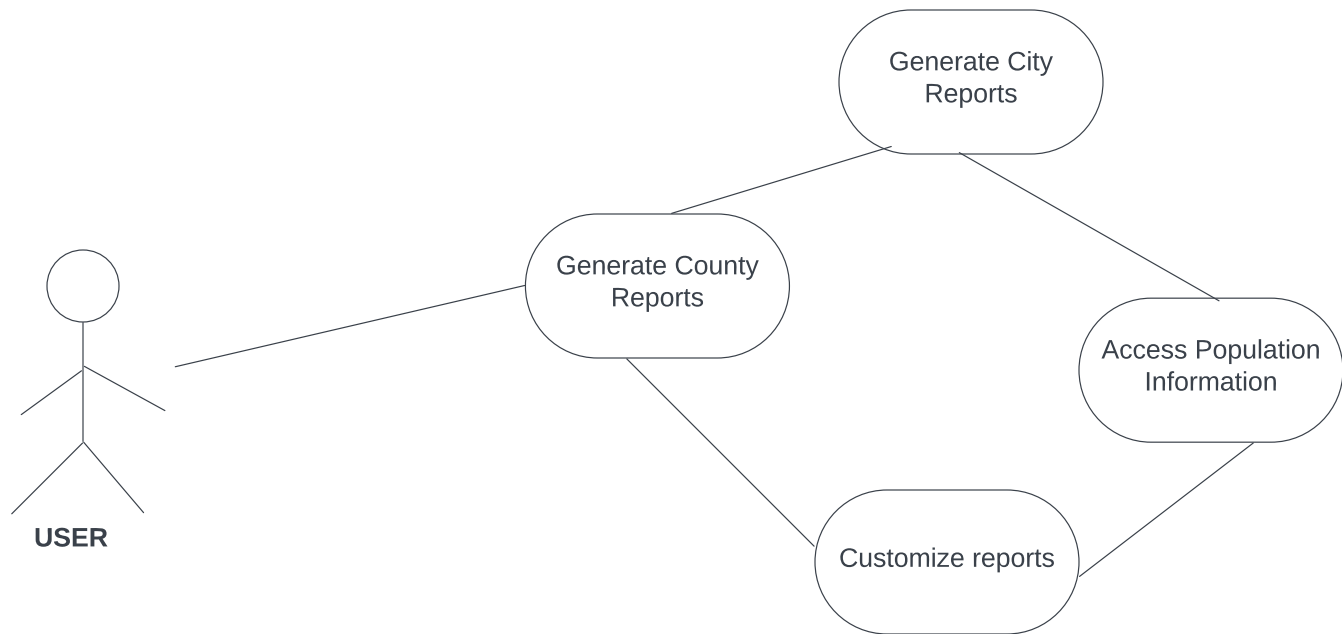 Generate City
Reports
Generate County
Reports
Access Population
Information
Customize reports
USER